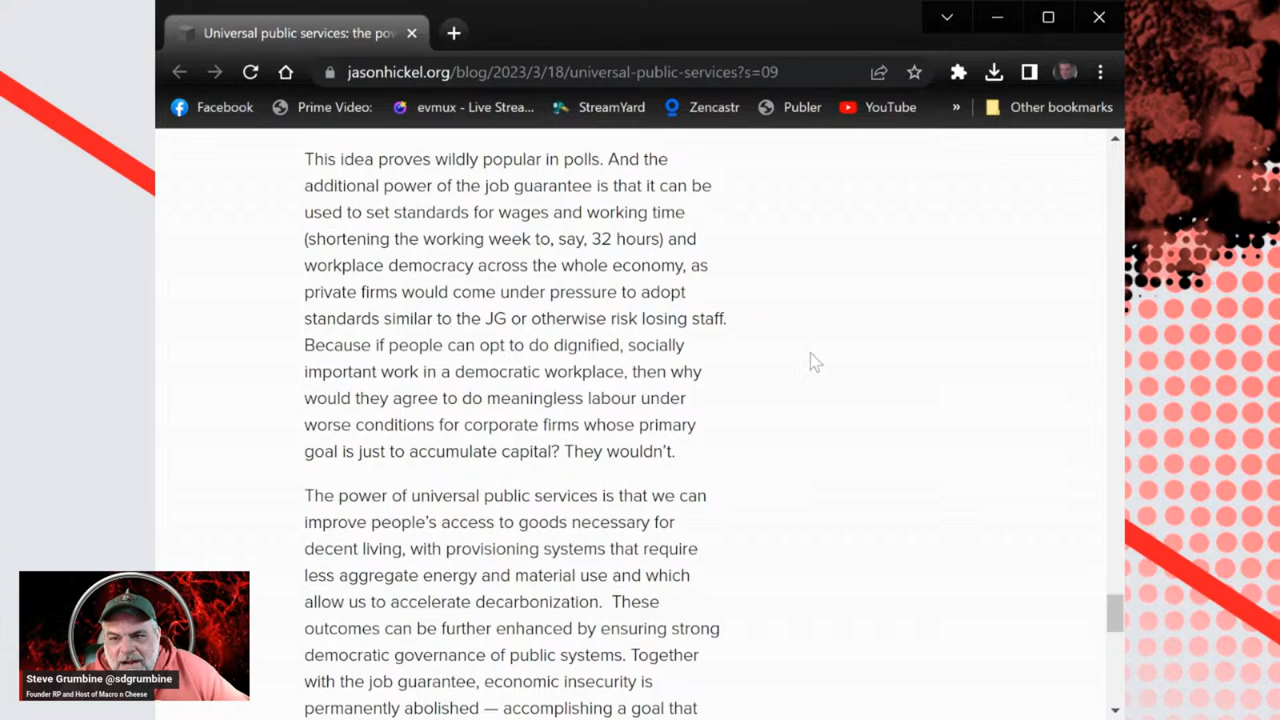 Universal public services: the pow
jasonhickel.org/blog/2023/3/18/universal-public-services?s=09
Facebook
Prime Video:
evmux - Live Strea...
StreamYard
Zencastr
Publer
YouTube
»
Other bookmarks
This idea proves wildly popular in polls. And the
additional power of the job guarantee is that it can be
used to set standards for wages and working time
(shortening the working week to, say, 32 hours) and
workplace democracy across the whole economy, as
private firms would come under pressure to adopt
standards similar to the JG or otherwise risk losing staff.
Because if people can opt to do dignified, socially
important work in a democratic workplace, then why
would they agree to do meaningless labour under
worse conditions for corporate firms whose primary
goal is just to accumulate capital? They wouldn't.
The power of universal public services is that we can
improve people's access to goods necessary for
decent living, with provisioning systems that require
less aggregate energy and material use and which
allow us to accelerate decarbonization. These
outcomes can be further enhanced by ensuring strong
democratic governance of public systems. Together
with the job guarantee, economic insecurity is
permanently abolished — accomplishing a goal that
Steve Grumbine @sdgrumbine
Founder RP and Host of Macro n Cheese